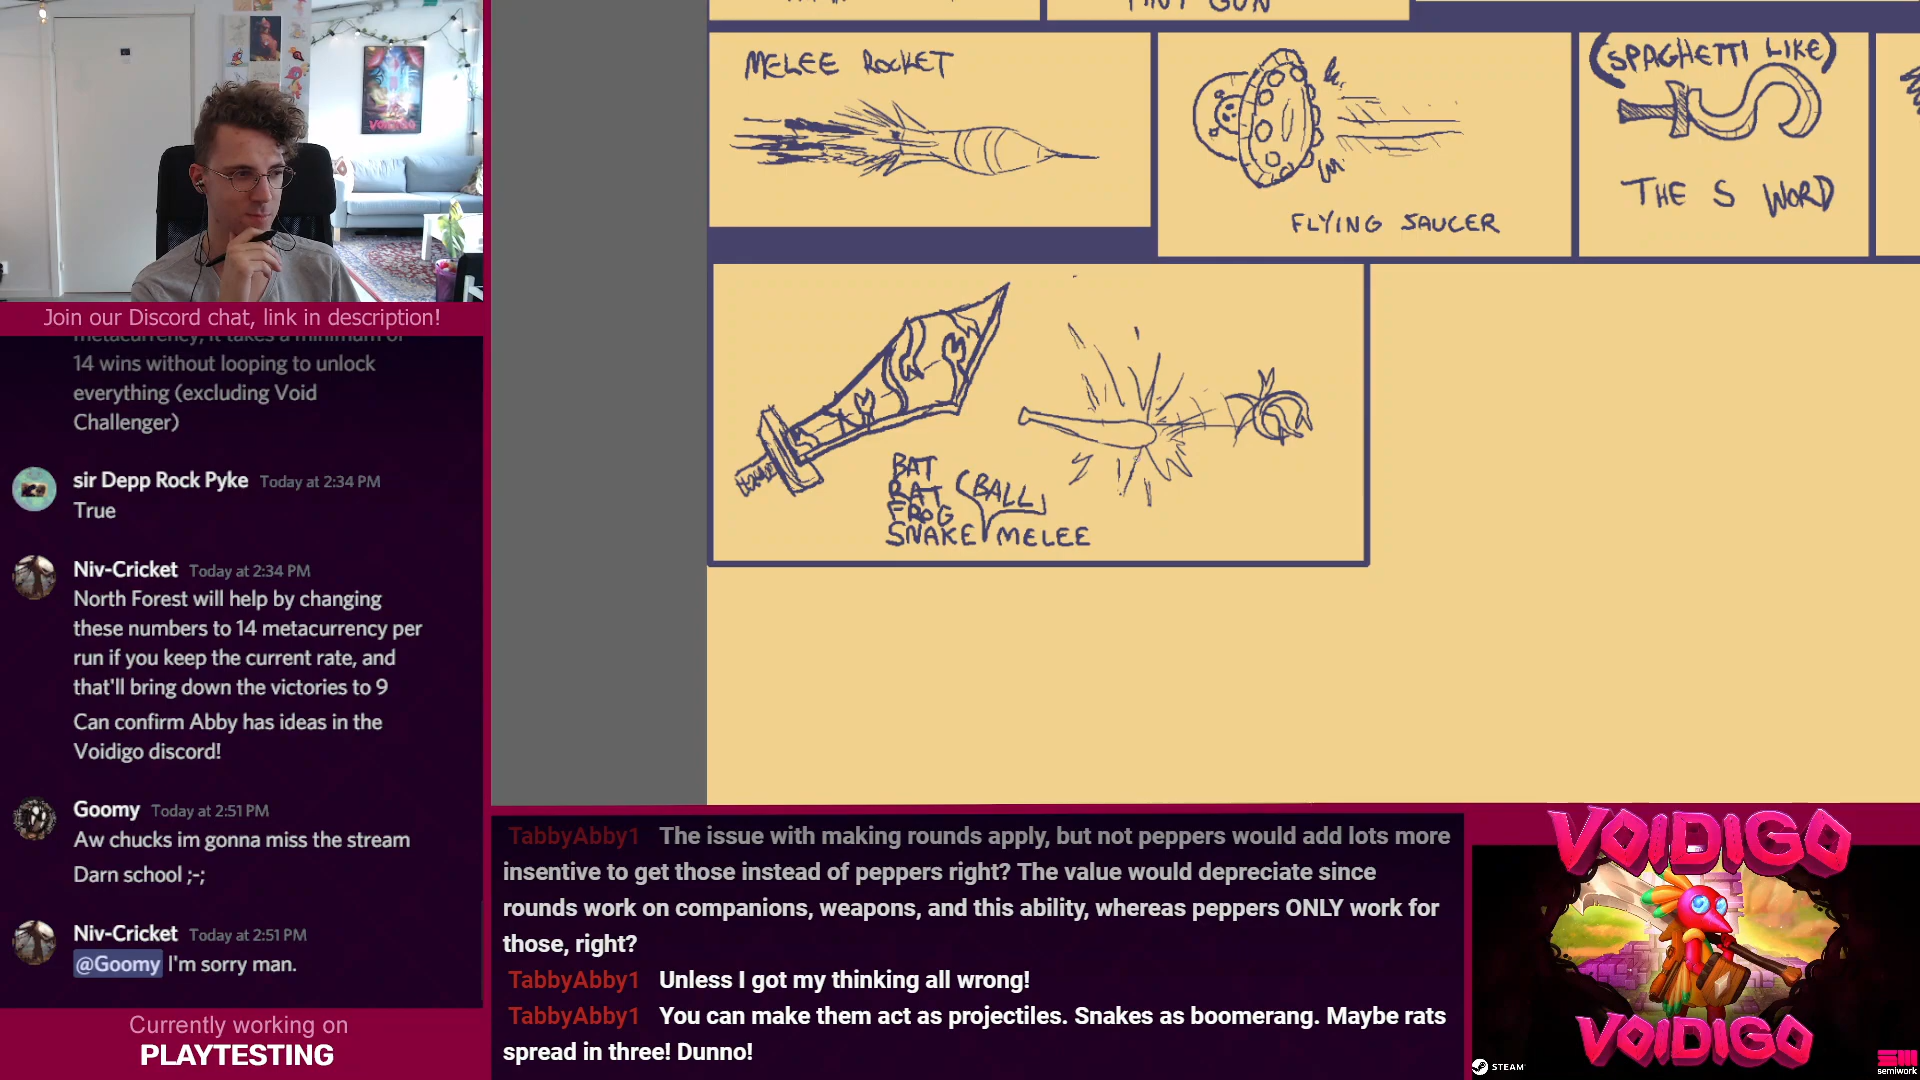 TINY GUN
MELEE ROCKET
FLYING SAUCER
(SPAGHETTI LIKE)
THE S WORD
BAT
RAT
FROG
SNAKE
(BALL)
MELEE
VOIDIGO
Join our Discord chat, link in description!
metacurrency, it takes a minimum of
14 wins without looping to unlock
everything (excluding Void
Challenger)
sir Depp Rock Pyke Today at 2:34 PM
True
Niv-Cricket Today at 2:34 PM
North Forest will help by changing
these numbers to 14 metacurrency per
run if you keep the current rate, and
that'll bring down the victories to 9
Can confirm Abby has ideas in the
Voidigo discord!
Goomy Today at 2:51 PM
Aw chucks im gonna miss the stream
Darn school ;-;
Niv-Cricket Today at 2:51 PM
@Goomy I'm sorry man.
Currently working on
PLAYTESTING
TabbyAbby1 The issue with making rounds apply, but not peppers would add lots more
insentive to get those instead of peppers right? The value would depreciate since
rounds work on companions, weapons, and this ability, whereas peppers ONLY work for
those, right?
TabbyAbby1 Unless I got my thinking all wrong!
TabbyAbby1 You can make them act as projectiles. Snakes as boomerang. Maybe rats
spread in three! Dunno!
VOIDIGO
VOIDIGO
STEAM
semiwork